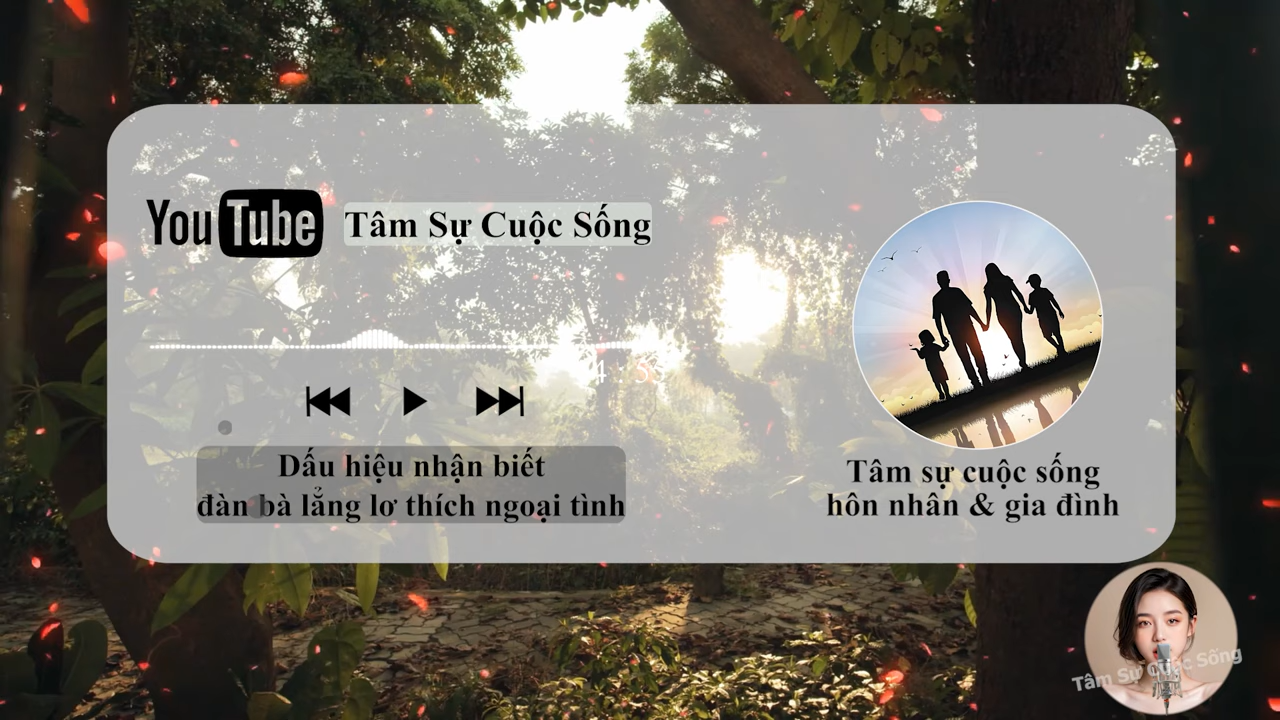 YouTube
Tâm Sự Cuộc Sống
Dấu hiệu nhận biết
đàn bà lẳng lơ thích ngoại tình
Tâm sự cuộc sống
hôn nhân & gia đình
Tâm Sự Cuộc Sống